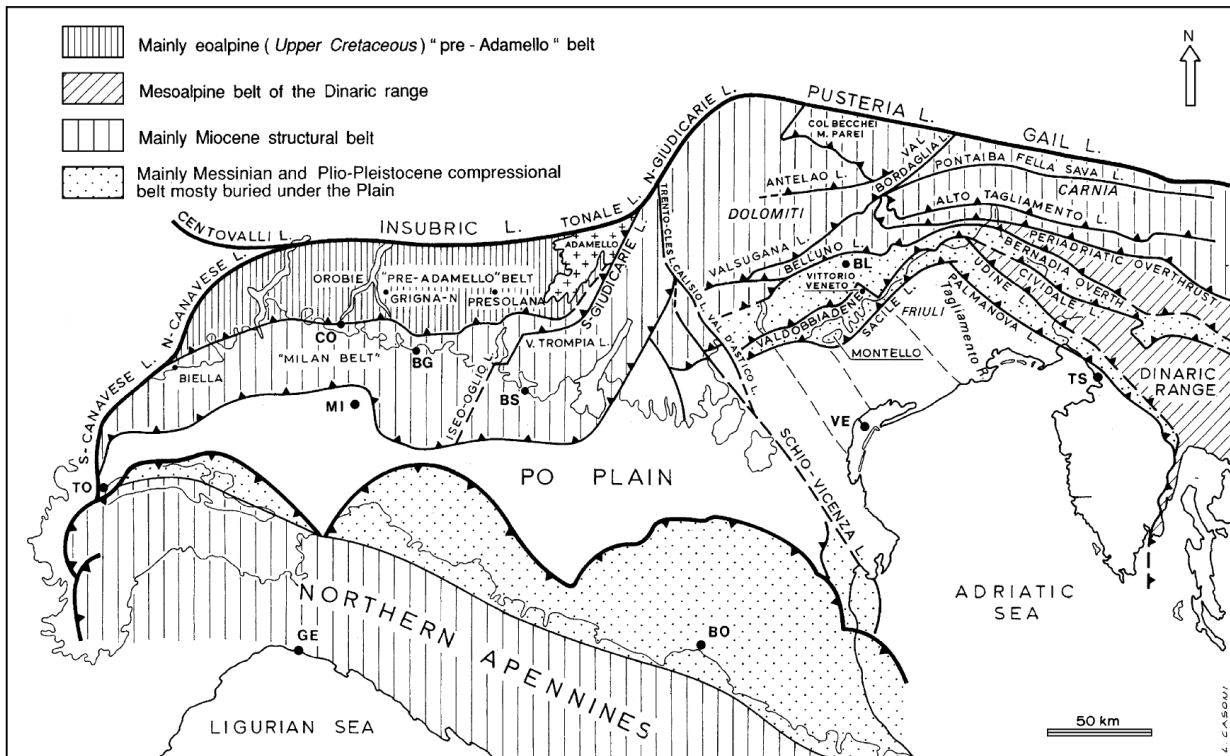 Mainly eoalpine ( Upper Cretaceous ) "pre - Adamello" belt
Mesoalpine belt of the Dinaric range
Mainly Miocene structural belt
Mainly Messinian and Plio-Pleistocene compressional
belt mosty buried under the Plain
N
PUSTERIA L.
GAIL L.
COL BECCHEI
M. PAREI
VAL
BORDAGLIA L.
PONTAIBA FELLA SAVA L.
CARNIA
ANTELAO L.
ALTO TAGLIAMENTO L.
PERIADRIATIC OVERTHRUST
DOLOMITI
N-GIUDICARIE L.
TONALE L.
INSUBRIC L.
CENTOVALLI L.
N-CANAVESE L.
S-CANAVESE L.
ADAMELLO
S.GIUDICARIE L.
OROBIE
"PRE-ADAMELLO" BELT
GRIGNA-N
PRESOLANA
TRENTO-CLES L.
CALISIO L.
VAL D'ASTICO L.
VALSUGANA L.
BELLUNO L.
BL
VITTORIO
VENETO
VALDOBBIADENE
SACILE
MONTELLO
FRIULI
Tagliamento
BERNADIA OVERTH.
UDINE L.
CIVIDALE L.
PALMANOVA L.
DINARIC
RANGE
TS
CO
BG
"MILAN BELT"
V. TROMPIA L.
BIELLA
ISEO-OGLIO L.
BS
MI
VE
TO
PO PLAIN
SCHIO-VICENZA L.
ADRIATIC
SEA
NORTHERN APENNINES
GE
BO
LIGURIAN SEA
50 km
CASONI